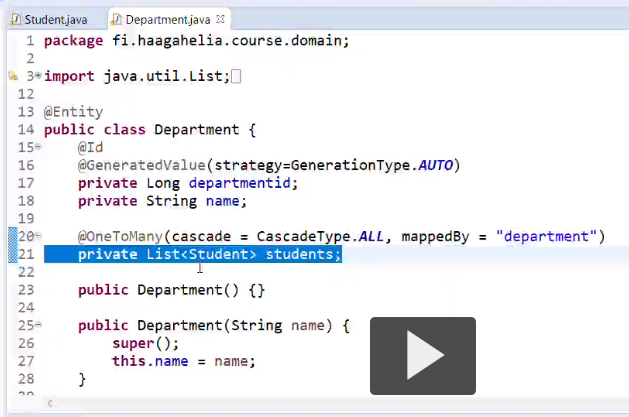 Student.java Department.java
1 package fi.haagahelia.course.domain;
2
3 import java.util.List;
12
13 @Entity
14 public class Department {
15 @Id
16 @GeneratedValue(strategy=GenerationType.AUTO)
17 private Long departmentid;
18 private String name;
19
20 @OneToMany(cascade = CascadeType.ALL, mappedBy = "department")
21 private List<Student> students;
22
23 public Department() {}
24
25 public Department(String name) {
26 super();
27 this.name = name;
28 }